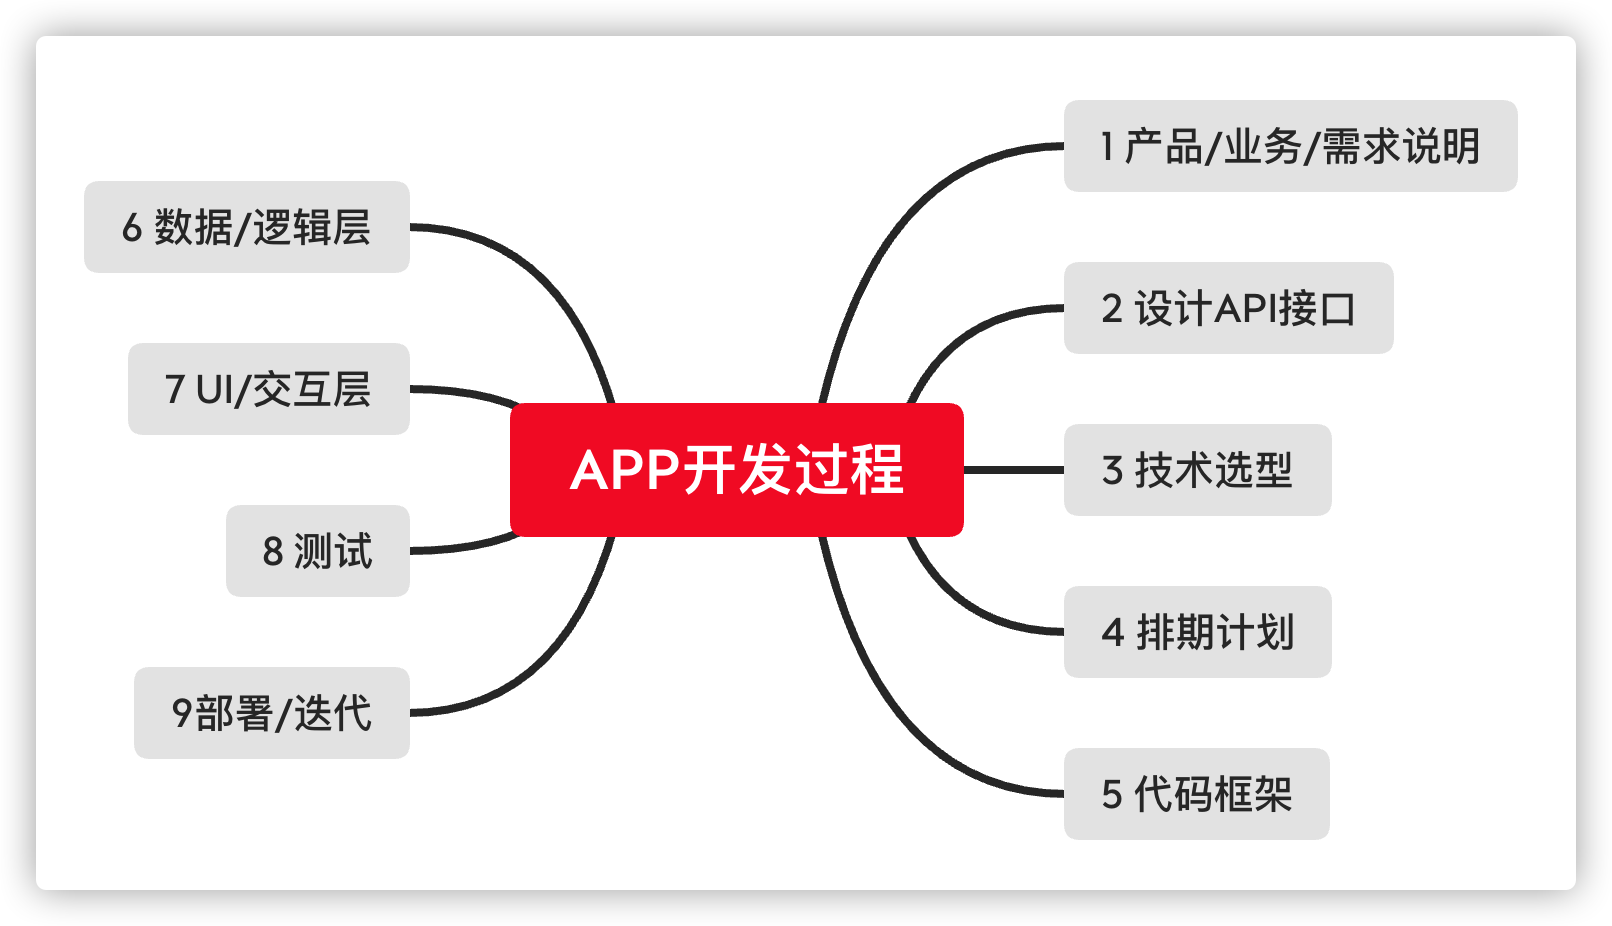 APP开发过程
1 产品/业务/需求说明
2 设计API接口
3 技术选型
4 排期计划
5 代码框架
6 数据/逻辑层
7 UI/交互层
8 测试
9部署/迭代